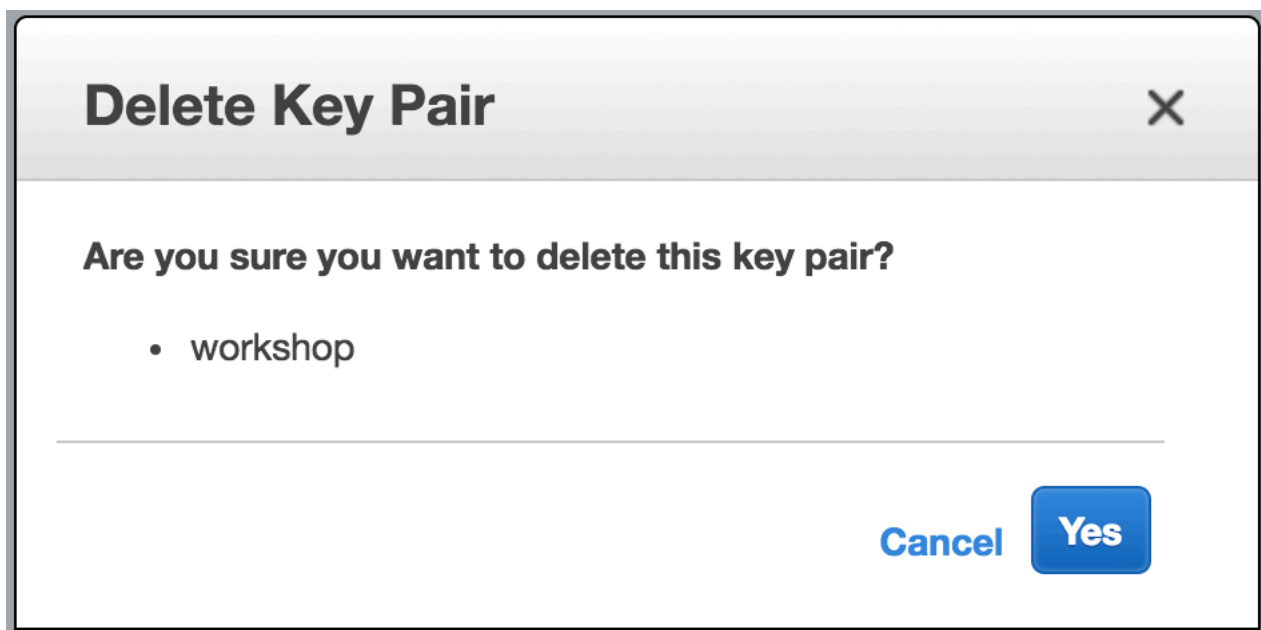 Delete Key Pair
Are you sure you want to delete this key pair?
• workshop
Cancel Yes